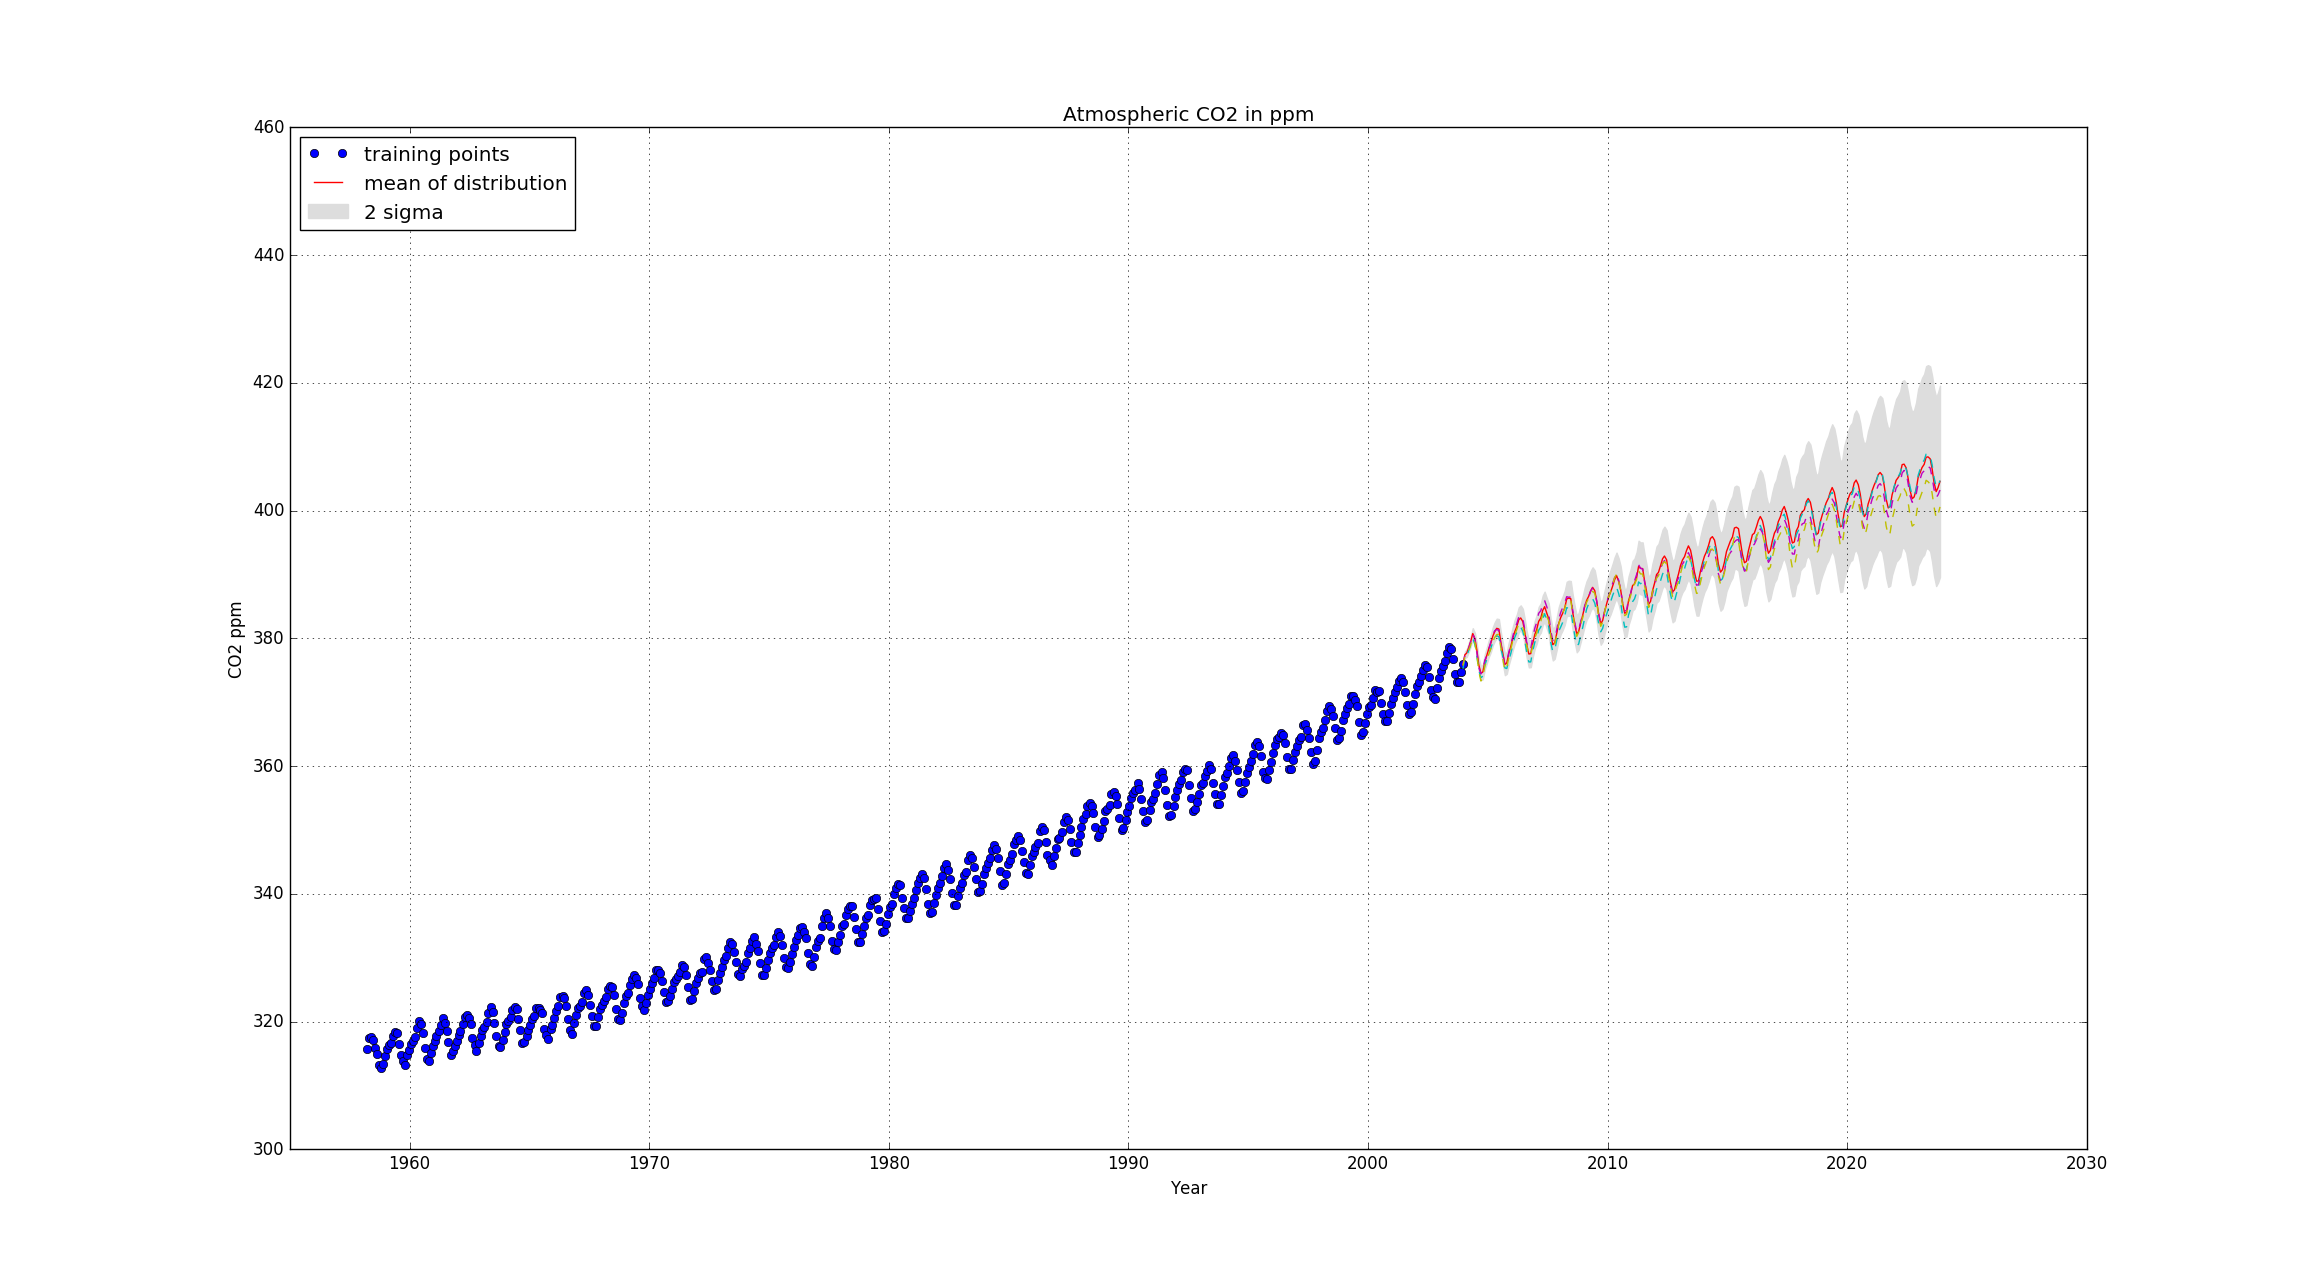 Atmospheric CO2 in ppm
460
training points
mean of distribution
2 sigma
440
420
400
380
CO2 ppm
360
340
320
300
1960 1970 1980 1990 2000 2010 2020 2030
Year